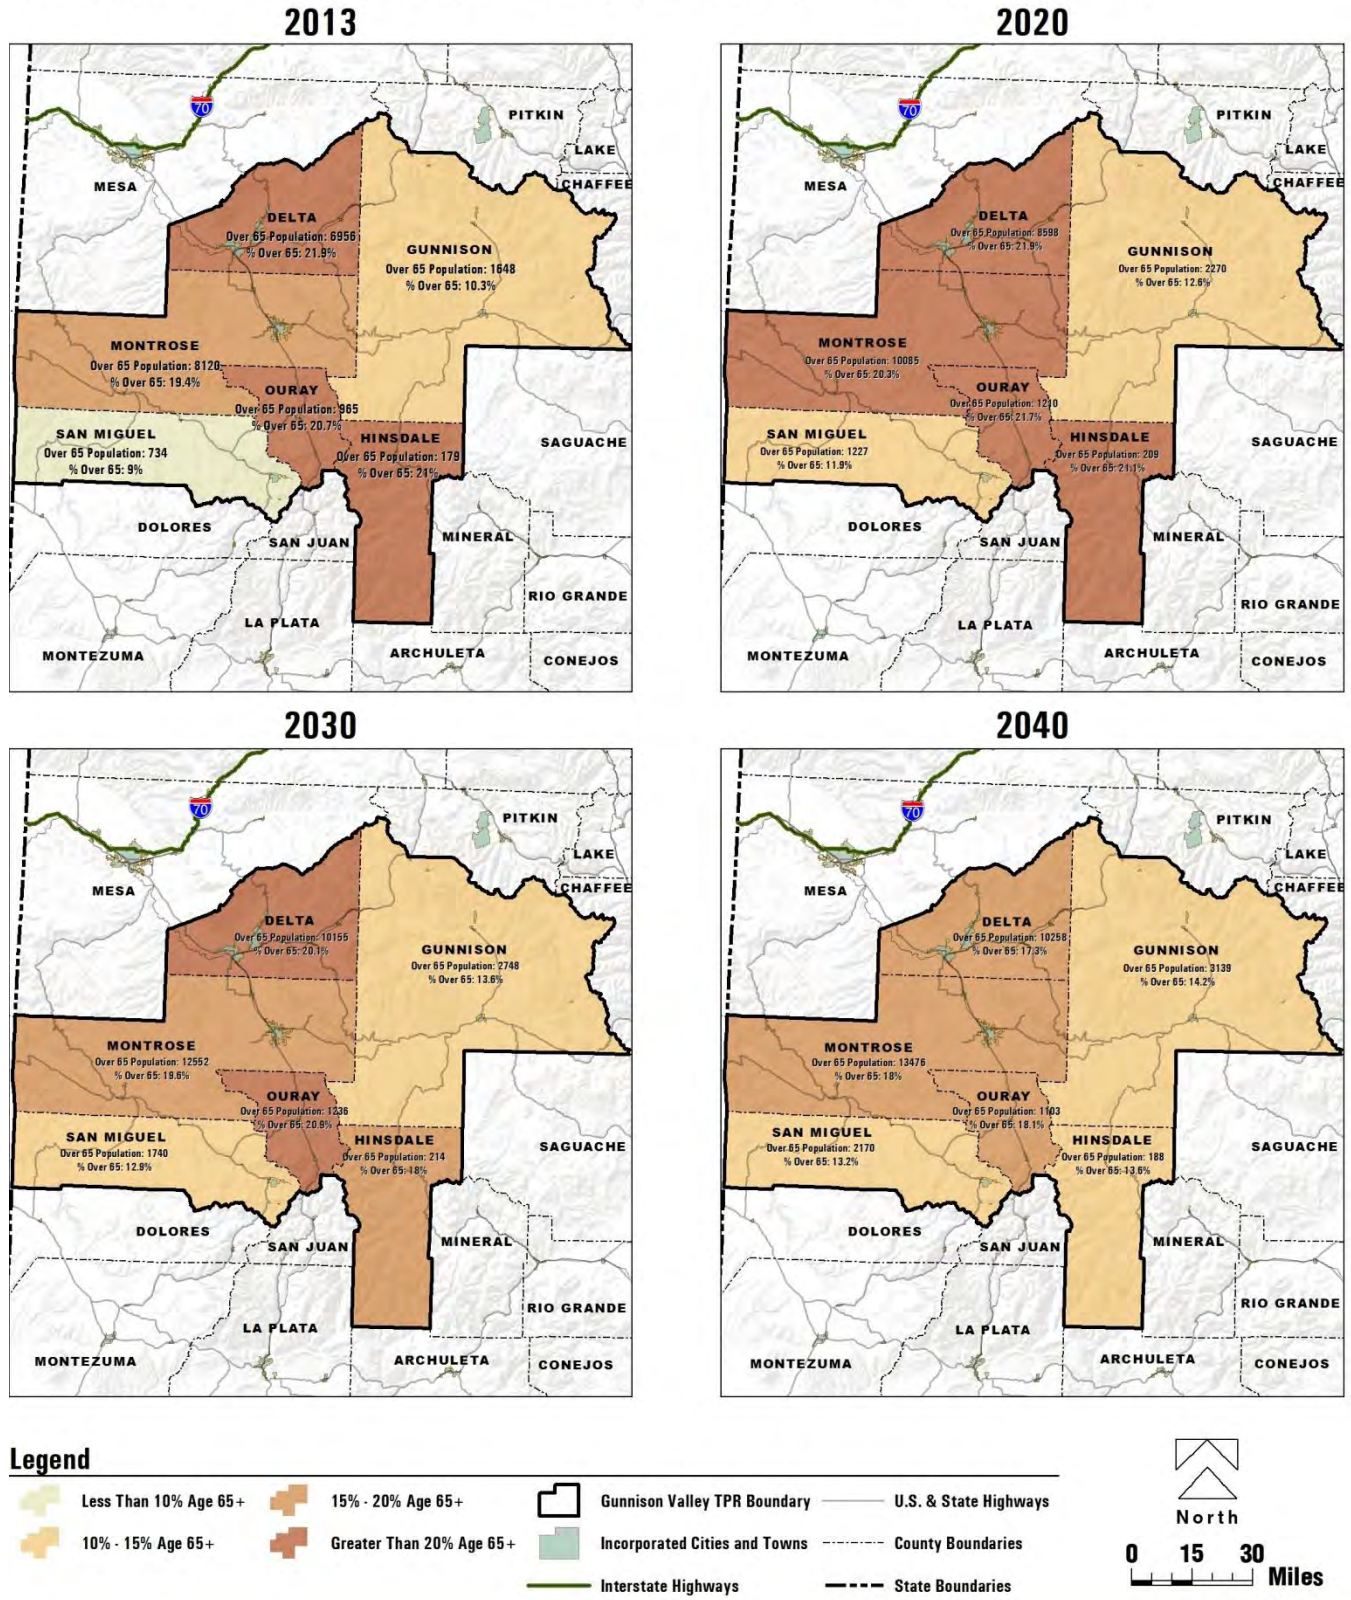 2013
70
PITKIN
LAKE
CHAFFEE
MESA
DELTA
Over 65 Population: 6956
% Over 65: 21.9%
GUNNISON
Over 65 Population: 1648
% Over 65: 10.3%
MONTROSE
Over 65 Population: 8120
% Over 65: 19.4%
OURAY
Over 65 Population: 965
% Over 65: 20.7%
SAN MIGUEL
Over 65 Population: 734
% Over 65: 9%
HINSDALE
Over 65 Population: 179
% Over 65: 24%
SAGUACHE
DOLORES
SAN JUAN
MINERAL
RIO GRANDE
LA PLATA
MONTEZUMA
ARCHULETA
CONEJOS
2020
70
PITKIN
LAKE
CHAFFEE
MESA
DELTA
Over 65 Population: 8598
% Over 65: 21.9%
GUNNISON
Over 65 Population: 2270
% Over 65: 12.6%
MONTROSE
Over 65 Population: 10085
% Over 65: 20.3%
OURAY
Over 65 Population: 1210
% Over 65: 21.7%
SAN MIGUEL
Over 65 Population: 1227
% Over 65: 11.9%
HINSDALE
Over 65 Population: 209
% Over 65: 21.1%
SAGUACHE
DOLORES
SAN JUAN
MINERAL
RIO GRANDE
LA PLATA
MONTEZUMA
ARCHULETA
CONEJOS
2030
70
PITKIN
LAKE
CHAFFEE
MESA
DELTA
Over 65 Population: 10155
% Over 65: 20.1%
GUNNISON
Over 65 Population: 2748
% Over 65: 13.6%
MONTROSE
Over 65 Population: 12552
% Over 65: 19.6%
OURAY
Over 65 Population: 1236
% Over 65: 20.9%
SAN MIGUEL
Over 65 Population: 1740
% Over 65: 12.9%
HINSDALE
Over 65 Population: 214
% Over 65: 18%
SAGUACHE
DOLORES
SAN JUAN
MINERAL
RIO GRANDE
LA PLATA
MONTEZUMA
ARCHULETA
CONEJOS
2040
70
PITKIN
LAKE
CHAFFEE
MESA
DELTA
Over 65 Population: 10258
% Over 65: 17.3%
GUNNISON
Over 65 Population: 3139
% Over 65: 14.2%
MONTROSE
Over 65 Population: 13476
% Over 65: 18%
OURAY
Over 65 Population: 1103
% Over 65: 18.1%
SAN MIGUEL
Over 65 Population: 2170
% Over 65: 13.2%
HINSDALE
Over 65 Population: 188
% Over 65: 13.6%
SAGUACHE
DOLORES
SAN JUAN
MINERAL
RIO GRANDE
LA PLATA
MONTEZUMA
ARCHULETA
CONEJOS
Legend
Less Than 10% Age 65+
10% - 15% Age 65+
15% - 20% Age 65+
Greater Than 20% Age 65+
Gunnison Valley TPR Boundary
Incorporated Cities and Towns
Interstate Highways
U.S. & State Highways
County Boundaries
State Boundaries
North
0 15 30
Miles